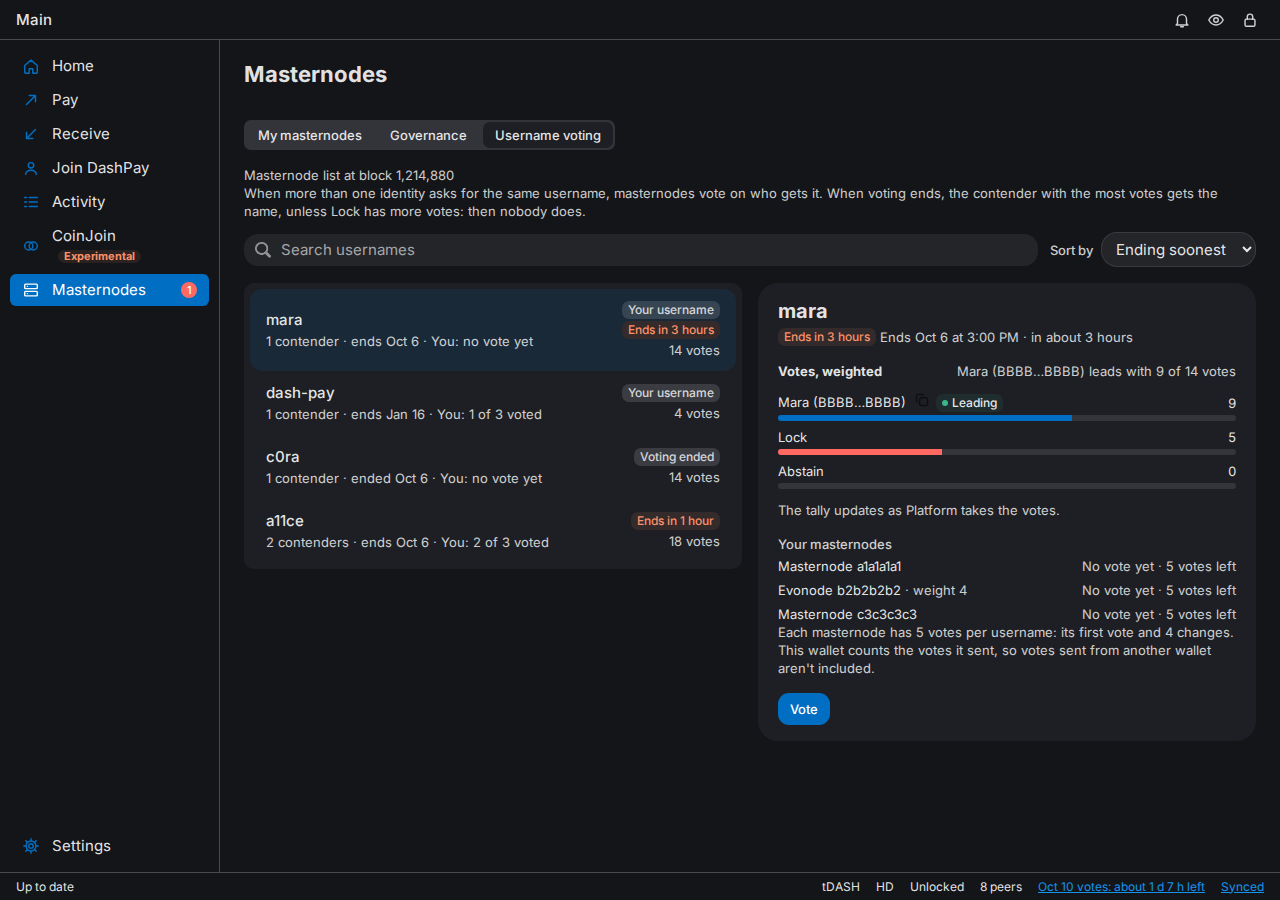 Main
Home
Pay
Receive
Join DashPay
Activity
CoinJoin
Experimental
Masternodes
1
Settings
Masternodes
My masternodes
Governance
Username voting
Masternode list at block 1,214,880
When more than one identity asks for the same username, masternodes vote on who gets it. When voting ends, the contender with the most votes gets the
name, unless Lock has more votes: then nobody does.
Search usernames
Sort by
Ending soonest
mara
1 contender · ends Oct 6 · You: no vote yet
Your username
Ends in 3 hours
14 votes
dash-pay
1 contender · ends Jan 16 · You: 1 of 3 voted
Your username
4 votes
c0ra
1 contender · ended Oct 6 · You: no vote yet
Voting ended
14 votes
a11ce
2 contenders · ends Oct 6 · You: 2 of 3 voted
Ends in 1 hour
18 votes
mara
Ends in 3 hours Ends Oct 6 at 3:00 PM · in about 3 hours
Votes, weighted Mara (BBBB…BBBB) leads with 9 of 14 votes
Mara (BBBB…BBBB) Leading 9
Lock 5
Abstain 0
The tally updates as Platform takes the votes.
Your masternodes
Masternode a1a1a1a1 No vote yet · 5 votes left
Evonode b2b2b2b2 · weight 4 No vote yet · 5 votes left
Masternode c3c3c3c3 No vote yet · 5 votes left
Each masternode has 5 votes per username: its first vote and 4 changes.
This wallet counts the votes it sent, so votes sent from another wallet
aren't included.
Vote
Up to date
tDASH
HD
Unlocked
8 peers
Oct 10 votes: about 1 d 7 h left
Synced